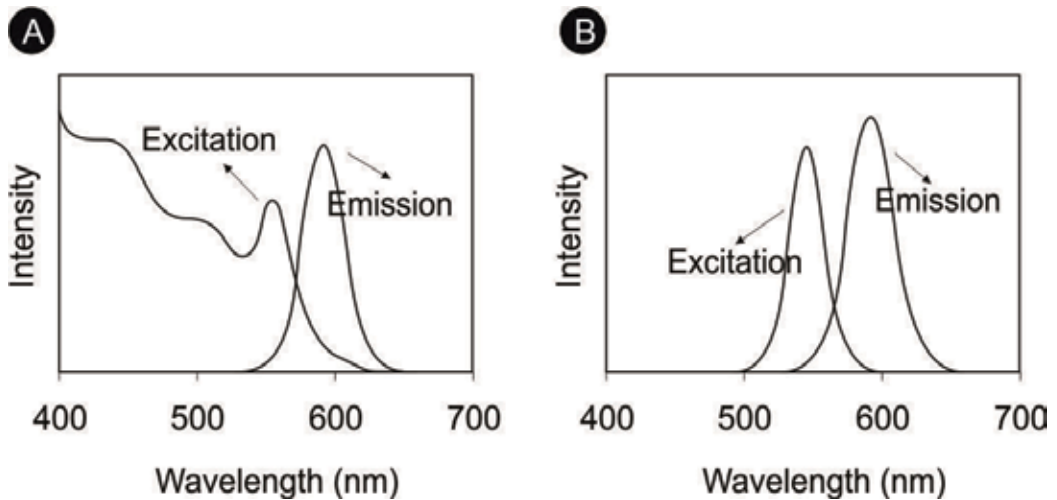 A
Intensity
Excitation
Emission
400 500 600 700
Wavelength (nm)
B
Intensity
Excitation
Emission
400 500 600 700
Wavelength (nm)